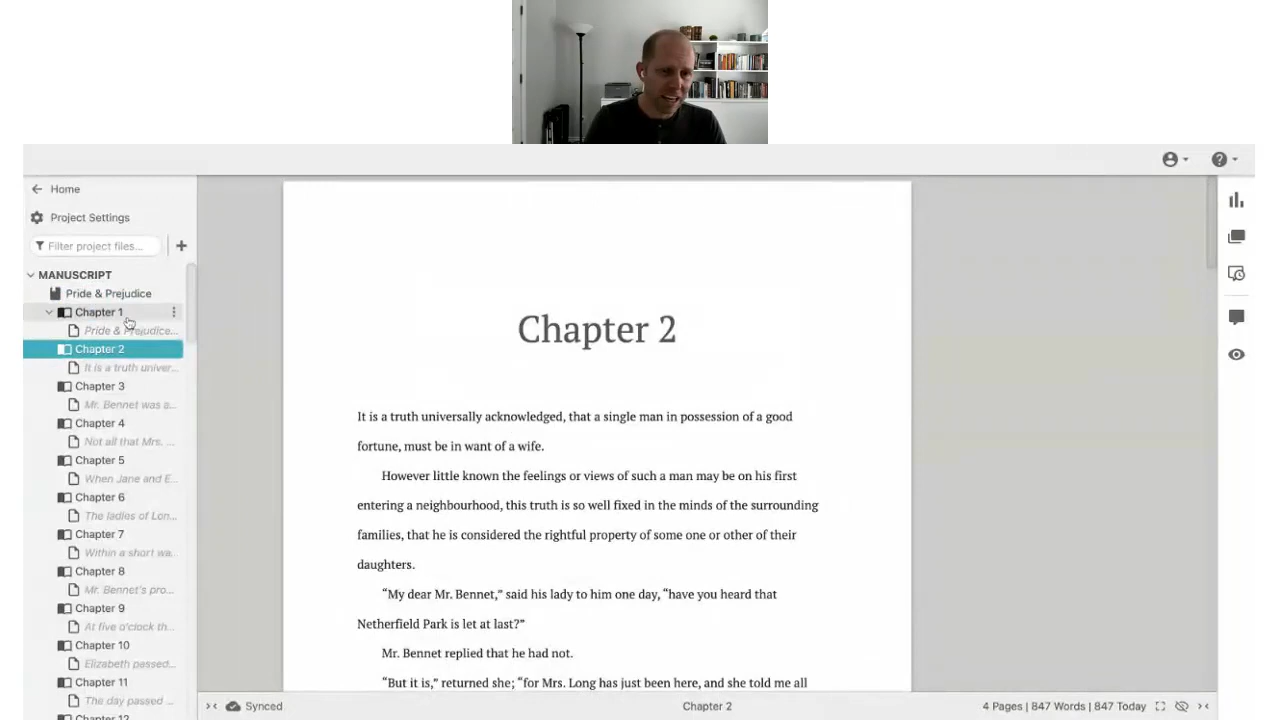 Home
Project Settings
Filter project files...
MANUSCRIPT
Pride & Prejudice
Chapter 1
Pride & Prejudice...
Chapter 2
It is a truth univer...
Chapter 3
Mr. Bennet was a...
Chapter 4
Not all that Mrs. ...
Chapter 5
When Jane and E...
Chapter 6
The ladies of Lon...
Chapter 7
Within a short wa...
Chapter 8
Mr. Bennet's pro...
Chapter 9
At five o'clock th...
Chapter 10
Elizabeth passed...
Chapter 11
The day passed ...
Chapter 12
Chapter 2
It is a truth universally acknowledged, that a single man in possession of a good
fortune, must be in want of a wife.
However little known the feelings or views of such a man may be on his first
entering a neighbourhood, this truth is so well fixed in the minds of the surrounding
families, that he is considered the rightful property of some one or other of their
daughters.
“My dear Mr. Bennet,” said his lady to him one day, “have you heard that
Netherfield Park is let at last?”
Mr. Bennet replied that he had not.
“But it is,” returned she; “for Mrs. Long has just been here, and she told me all
Synced
Chapter 2
4 Pages | 847 Words | 847 Today